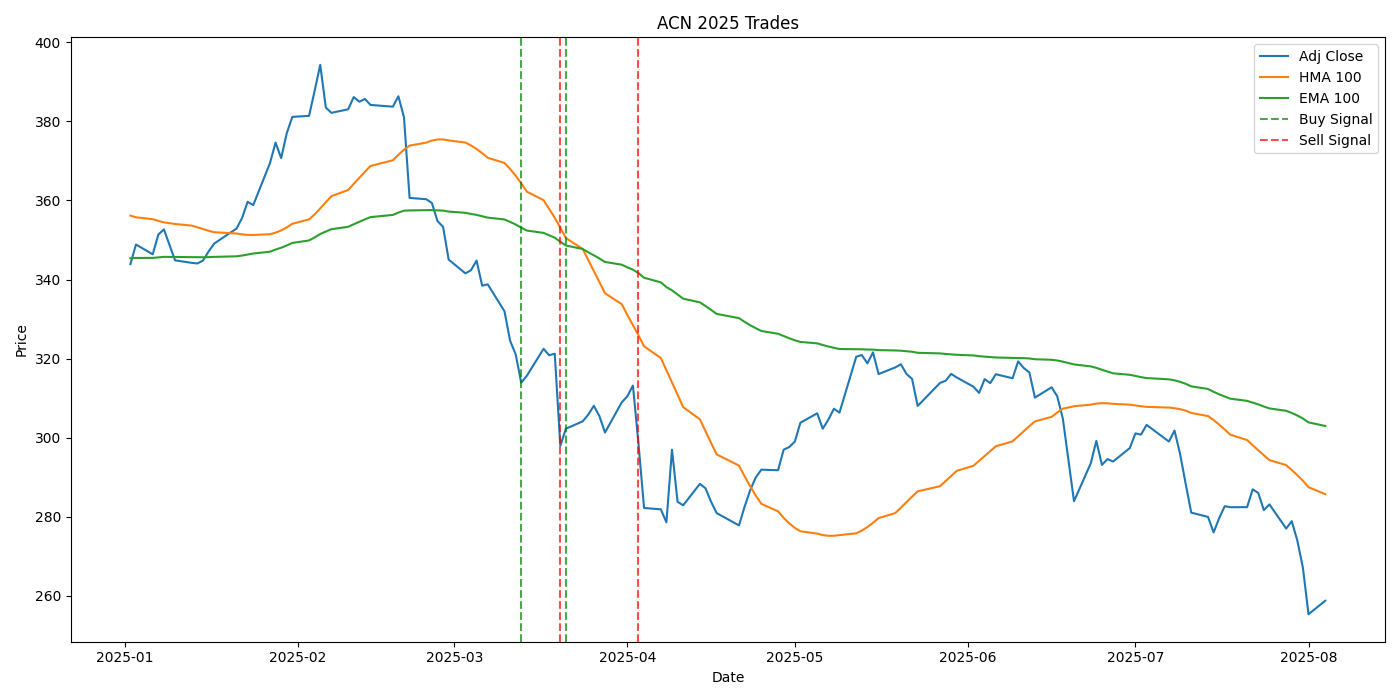 ACN 2025 Trades
Adj Close
HMA 100
EMA 100
Buy Signal
Sell Signal
400
380
360
340
320
300
280
260
Price
2025-01 2025-02 2025-03 2025-04 2025-05 2025-06 2025-07 2025-08
Date